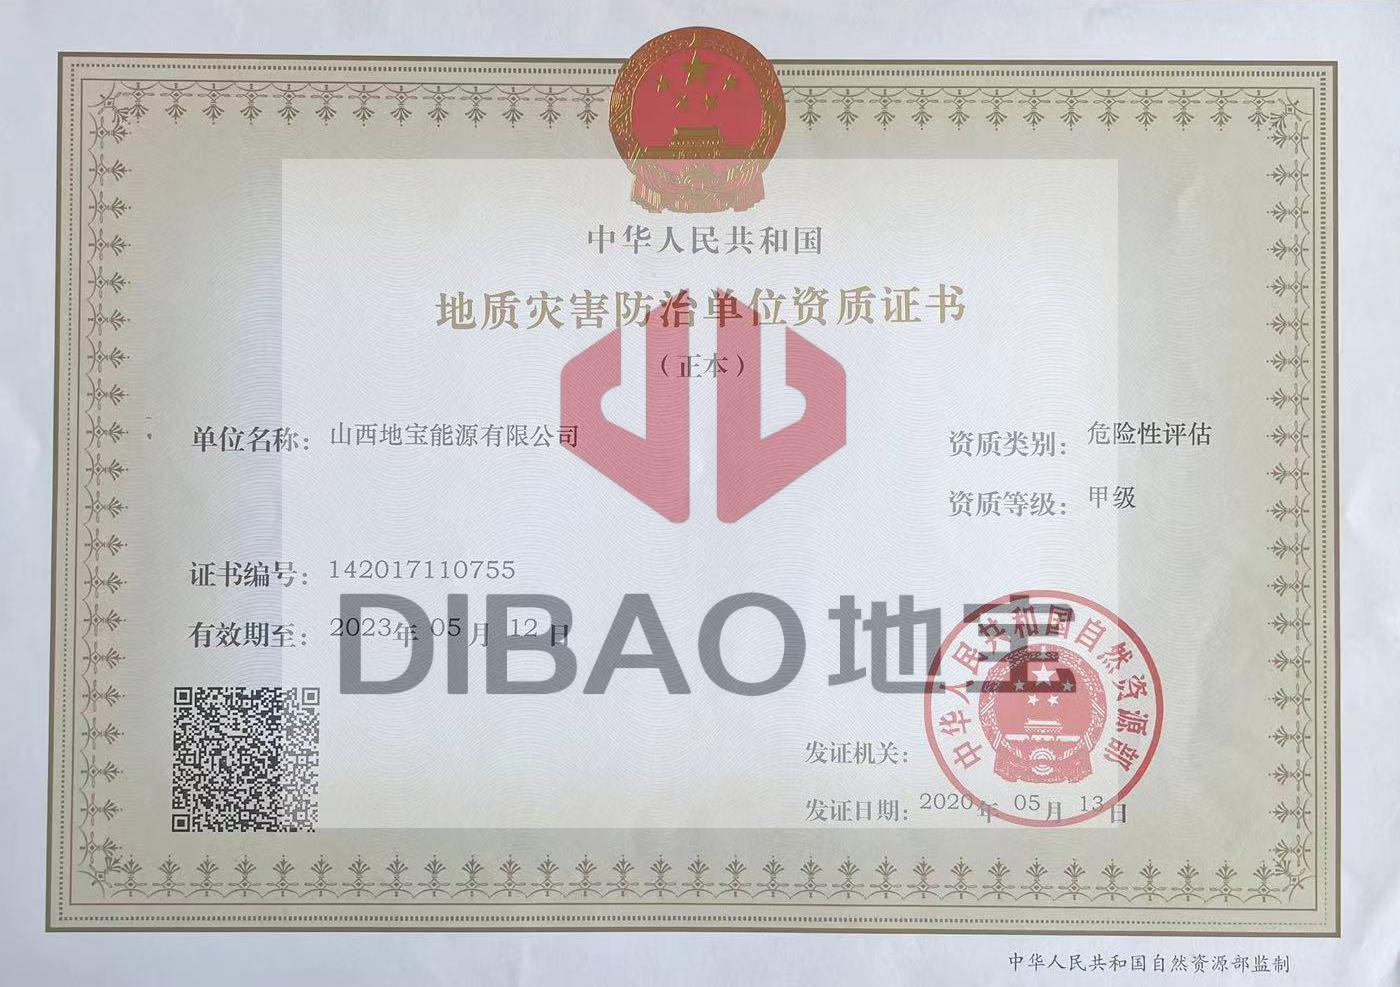 中华人民共和国
地质灾害防治单位资质证书
（正本）
单位名称：山西地宝能源有限公司
资质类别：危险性评估
资质等级：甲级
证书编号：142017110755
有效期至：2023年 05月 12日
DIBAO地宝
中华人民共和国自然资源部
发证机关：
发证日期：2020年 05月 13日
中华人民共和国自然资源部监制